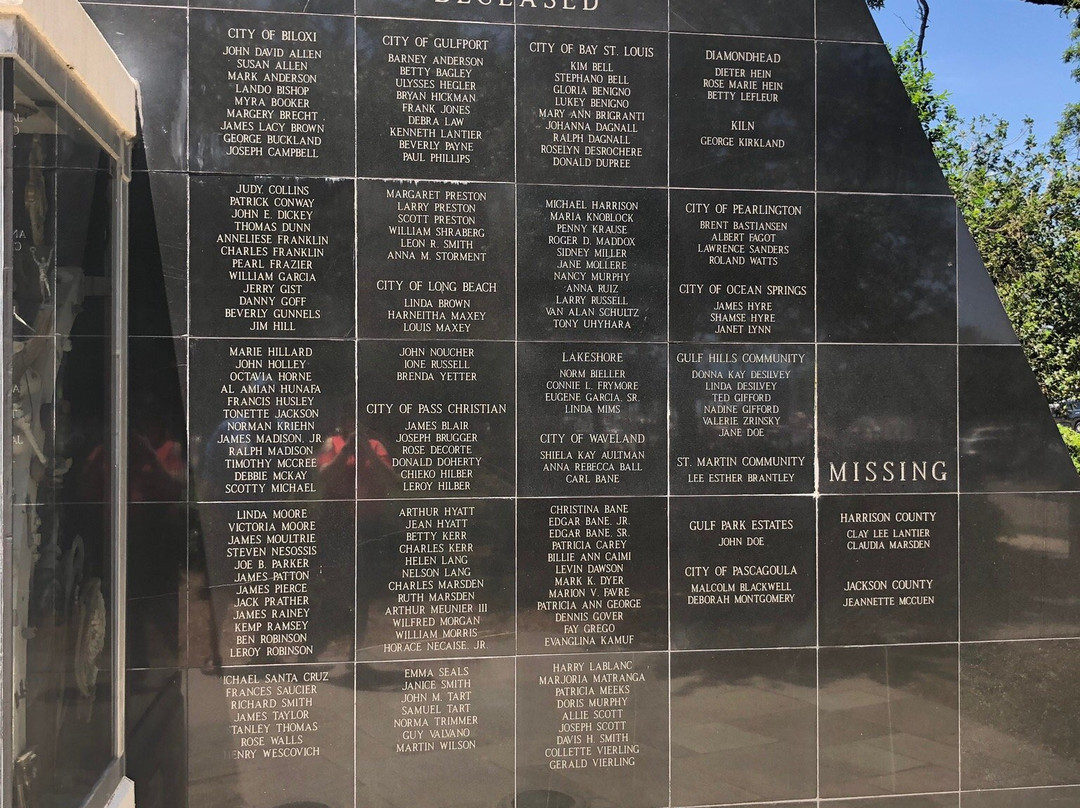 DECEASED
CITY OF BILOXI
JOHN DAVID ALLEN
SUSAN ALLEN
MARK ANDERSON
LANDO BISHOP
MYRA BOOKER
MARGERY BRECHT
JAMES LACY BROWN
GEORGE BUCKLAND
JOSEPH CAMPBELL
JUDY COLLINS
PATRICK CONWAY
JOHN E. DICKEY
THOMAS DUNN
ANNELIESE FRANKLIN
CHARLES FRANKLIN
PEARL FRAZIER
WILLIAM GARCIA
JERRY GIST
DANNY GOFF
BEVERLY GUNNELS
JIM HILL
MARIE HILLARD
JOHN HOLLEY
OCTAVIA HORNE
AL AMIAN HUNAFA
FRANCIS HUSLEY
TONETTE JACKSON
NORMAN KRIEHN
JAMES MADISON, JR.
RALPH MADISON
TIMOTHY MCCREE
DEBBIE MCKAY
SCOTTY MICHAEL
LINDA MOORE
VICTORIA MOORE
JAMES MOULTRIE
STEVEN NESOSSIS
JOE B. PARKER
JAMES PATTON
JAMES PIERCE
JACK PRATHER
JAMES RAINEY
KEMP RAMSEY
BEN ROBINSON
LEROY ROBINSON
ICHAEL SANTA CRUZ
FRANCES SAUCIER
RICHARD SMITH
JAMES TAYLOR
TANLEY THOMAS
ROSE WALLS
HENRY WESCOVICH
CITY OF GULFPORT
BARNEY ANDERSON
BETTY BAGLEY
ULYSSES HEGLER
BRYAN HICKMAN
FRANK JONES
DEBRA LAW
KENNETH LANTIER
BEVERLY PAYNE
PAUL PHILLIPS
MARGARET PRESTON
LARRY PRESTON
SCOTT PRESTON
WILLIAM SHRABERG
LEON R. SMITH
ANNA M. STORMENT
CITY OF LONG BEACH
LINDA BROWN
HARNEITHA MAXEY
LOUIS MAXEY
JOHN NOUCHER
IONE RUSSELL
BRENDA YETTER
CITY OF PASS CHRISTIAN
JAMES BLAIR
JOSEPH BRUGGER
ROSE DECORTE
DONALD DOHERTY
CHIEKO HILBER
LEROY HILBER
ARTHUR HYATT
JEAN HYATT
BETTY KERR
CHARLES KERR
HELEN LANG
NELSON LANG
CHARLES MARSDEN
RUTH MARSDEN
ARTHUR MEUNIER III
WILFRED MORGAN
WILLIAM MORRIS
HORACE NECAISE, JR.
EMMA SEALS
JANICE SMITH
JOHN M. TART
SAMUEL TART
NORMA TRIMMER
GUY VALVANO
MARTIN WILSON
CITY OF BAY ST. LOUIS
KIM BELL
STEPHANO BELL
GLORIA BENIGNO
LUKEY BENIGNO
MARY ANN BRIGRANTI
JOHANNA DAGNALL
RALPH DAGNALL
ROSELYN DESROCHERE
DONALD DUPREE
MICHAEL HARRISON
MARIA KNOBLOCK
PENNY KRAUSE
ROGER D. MADDOX
SIDNEY MILLER
JANE MOLLERE
NANCY MURPHY
ANNA RUIZ
LARRY RUSSELL
VAN ALAN SCHULTZ
TONY UHYHARA
LAKESHORE
NORM BIELLER
CONNIE L. FRYMORE
EUGENE GARCIA, SR.
LINDA MIMS
CITY OF WAVELAND
SHIELA KAY AULTMAN
ANNA REBECCA BALL
CARL BANE
CHRISTINA BANE
EDGAR BANE, JR.
EDGAR BANE, SR.
PATRICIA CAREY
BILLIE ANN CAIMI
LEVIN DAWSON
MARK K. DYER
MARION V. FAVRE
PATRICIA ANN GEORGE
DENNIS GOVER
FAY GREGO
EVANGLINA KAMUF
HARRY LABLANC
MARJORIA MATRANGA
PATRICIA MEEKS
DORIS MURPHY
ALLIE SCOTT
JOSEPH SCOTT
DAVIS H. SMITH
COLLETTE VIERLING
GERALD VIERLING
DIAMONDHEAD
DIETER HEIN
ROSE MARIE HEIN
BETTY LEFLEUR
KILN
GEORGE KIRKLAND
CITY OF PEARLINGTON
BRENT BASTIANSEN
ALBERT FAGOT
LAWRENCE SANDERS
ROLAND WATTS
CITY OF OCEAN SPRINGS
JAMES HYRE
SHAMSE HYRE
JANET LYNN
GULF HILLS COMMUNITY
DONNA KAY DESILVEY
LINDA DESILVEY
TED GIFFORD
NADINE GIFFORD
VALERIE ZRINSKY
JANE DOE
ST. MARTIN COMMUNITY
LEE ESTHER BRANTLEY
GULF PARK ESTATES
JOHN DOE
CITY OF PASCAGOULA
MALCOLM BLACKWELL
DEBORAH MONTGOMERY
MISSING
HARRISON COUNTY
CLAY LEE LANTIER
CLAUDIA MARSDEN
JACKSON COUNTY
JEANNETTE MCCUEN